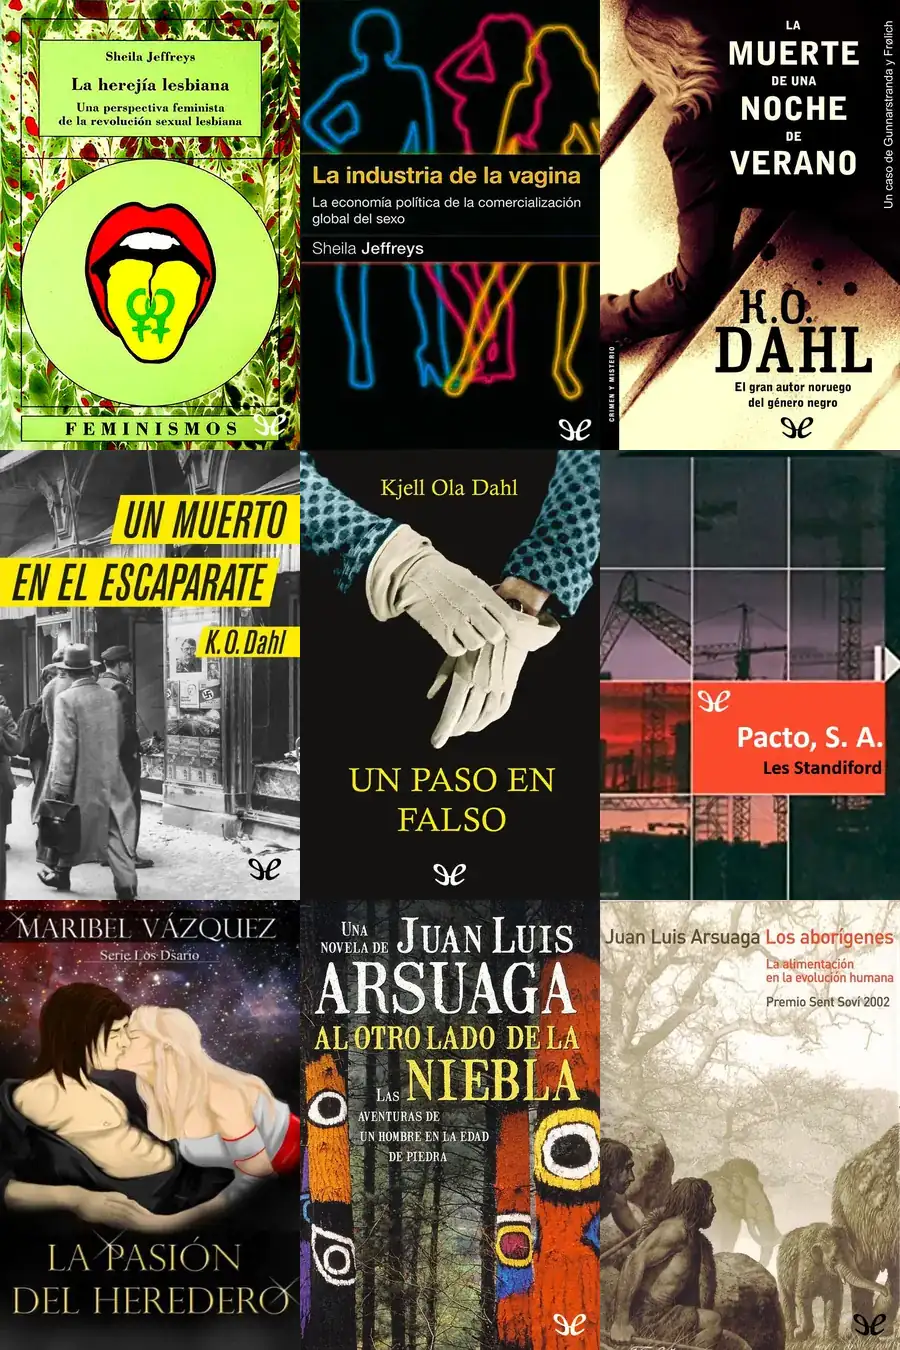 Sheila Jeffreys
La herejía lesbiana
Una perspectiva feminista
de la revolución sexual lesbiana
FEMINISMOS
La industria de la vagina
La economía política de la comercialización
global del sexo
Sheila Jeffreys
LA
MUERTE
DE UNA
NOCHE
DE
VERANO
Un caso de Gunnarstranda y Frølich
K.O.
DAHL
El gran autor noruego
del género negro
CRIMEN Y MISTERIO
UN MUERTO
EN EL ESCAPARATE
K.O. Dahl
Kjell Ola Dahl
UN PASO EN
FALSO
Pacto, S. A.
Les Standiford
MARIBEL VÁZQUEZ
Serie Los Dsario
LA PASIÓN
DEL HEREDERO
UNA
NOVELA DE JUAN LUIS
ARSUAGA
AL OTRO LADO DE LA
LAS NIEBLA
AVENTURAS DE
UN HOMBRE EN LA EDAD
DE PIEDRA
Juan Luis Arsuaga Los aborígenes
La alimentación
en la evolución humana
Premio Sent Soví 2002